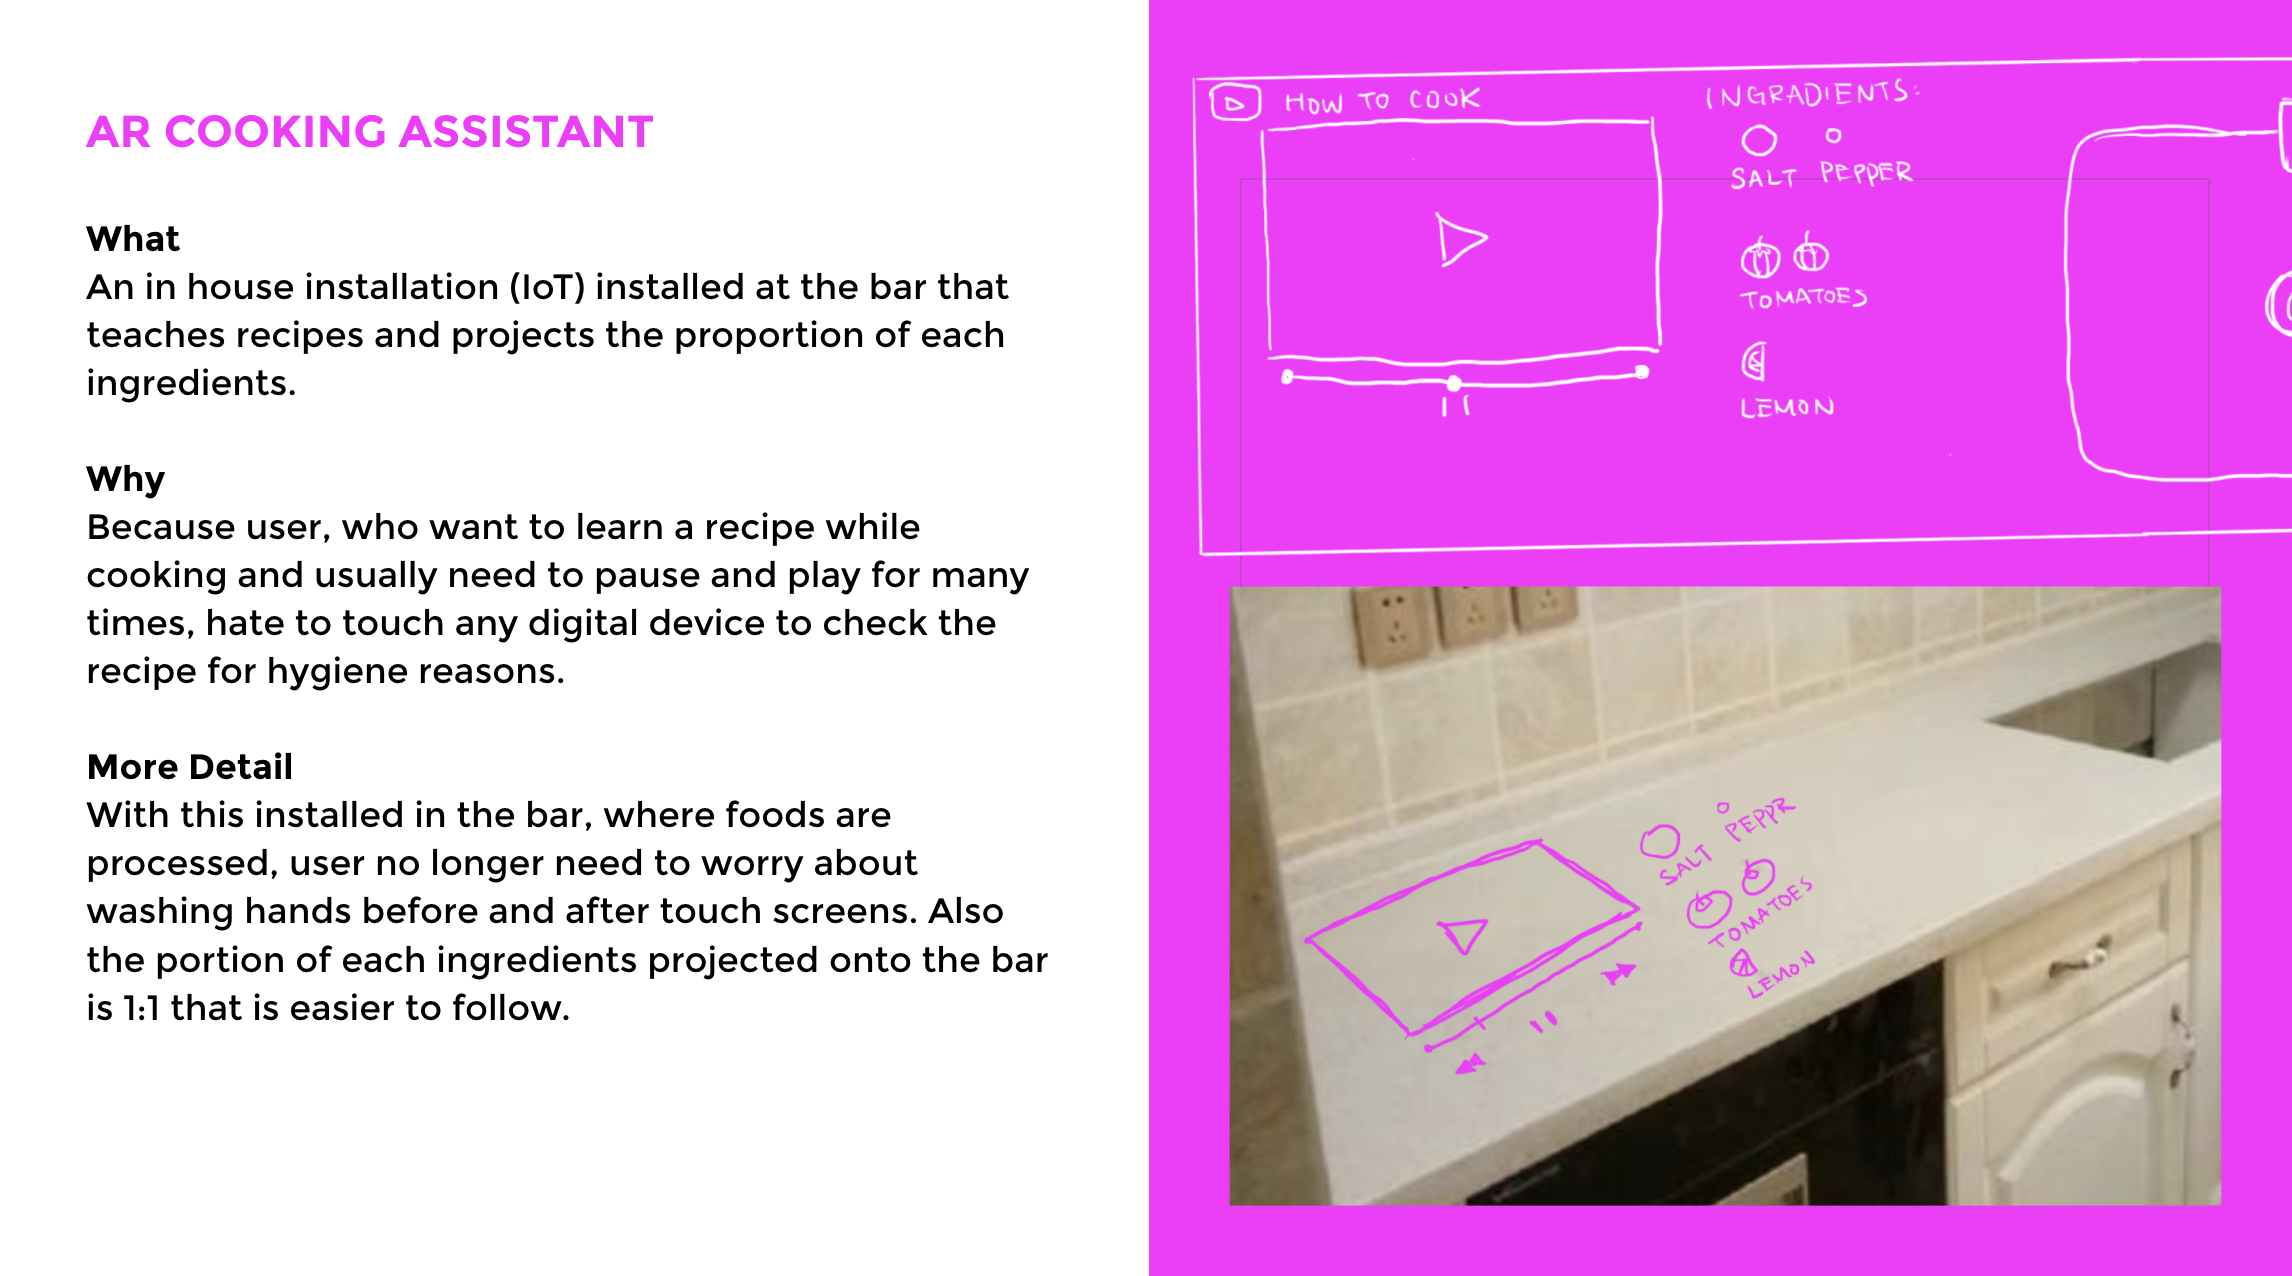 AR COOKING ASSISTANT
What
An in house installation (IoT) installed at the bar that
teaches recipes and projects the proportion of each
ingredients.
Why
Because user, who want to learn a recipe while
cooking and usually need to pause and play for many
times, hate to touch any digital device to check the
recipe for hygiene reasons.
More Detail
With this installed in the bar, where foods are
processed, user no longer need to worry about
washing hands before and after touch screens. Also
the portion of each ingredients projected onto the bar
is 1:1 that is easier to follow.
HOW TO COOK
INGRADIENTS:
SALT PEPPER
TOMATOES
LEMON
SALT PEPPR
TOMATOES
LEMON